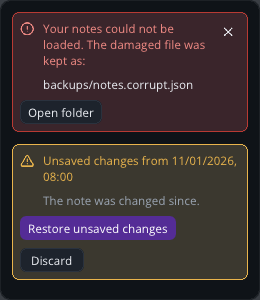 Your notes could not be
loaded. The damaged file was
kept as:
backups/notes.corrupt.json
Open folder
Unsaved changes from 11/01/2026,
08:00
The note was changed since.
Restore unsaved changes
Discard